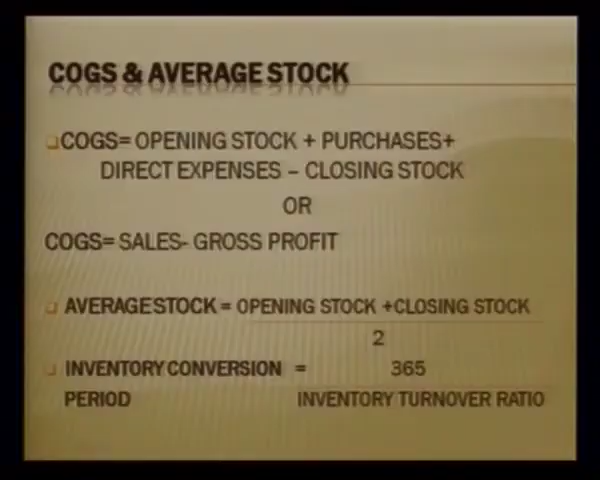 COGS & AVERAGE STOCK
COGS= OPENING STOCK + PURCHASES+
DIRECT EXPENSES – CLOSING STOCK
OR
COGS= SALES- GROSS PROFIT
AVERAGE STOCK = OPENING STOCK +CLOSING STOCK
2
INVENTORY CONVERSION = 365
PERIOD INVENTORY TURNOVER RATIO